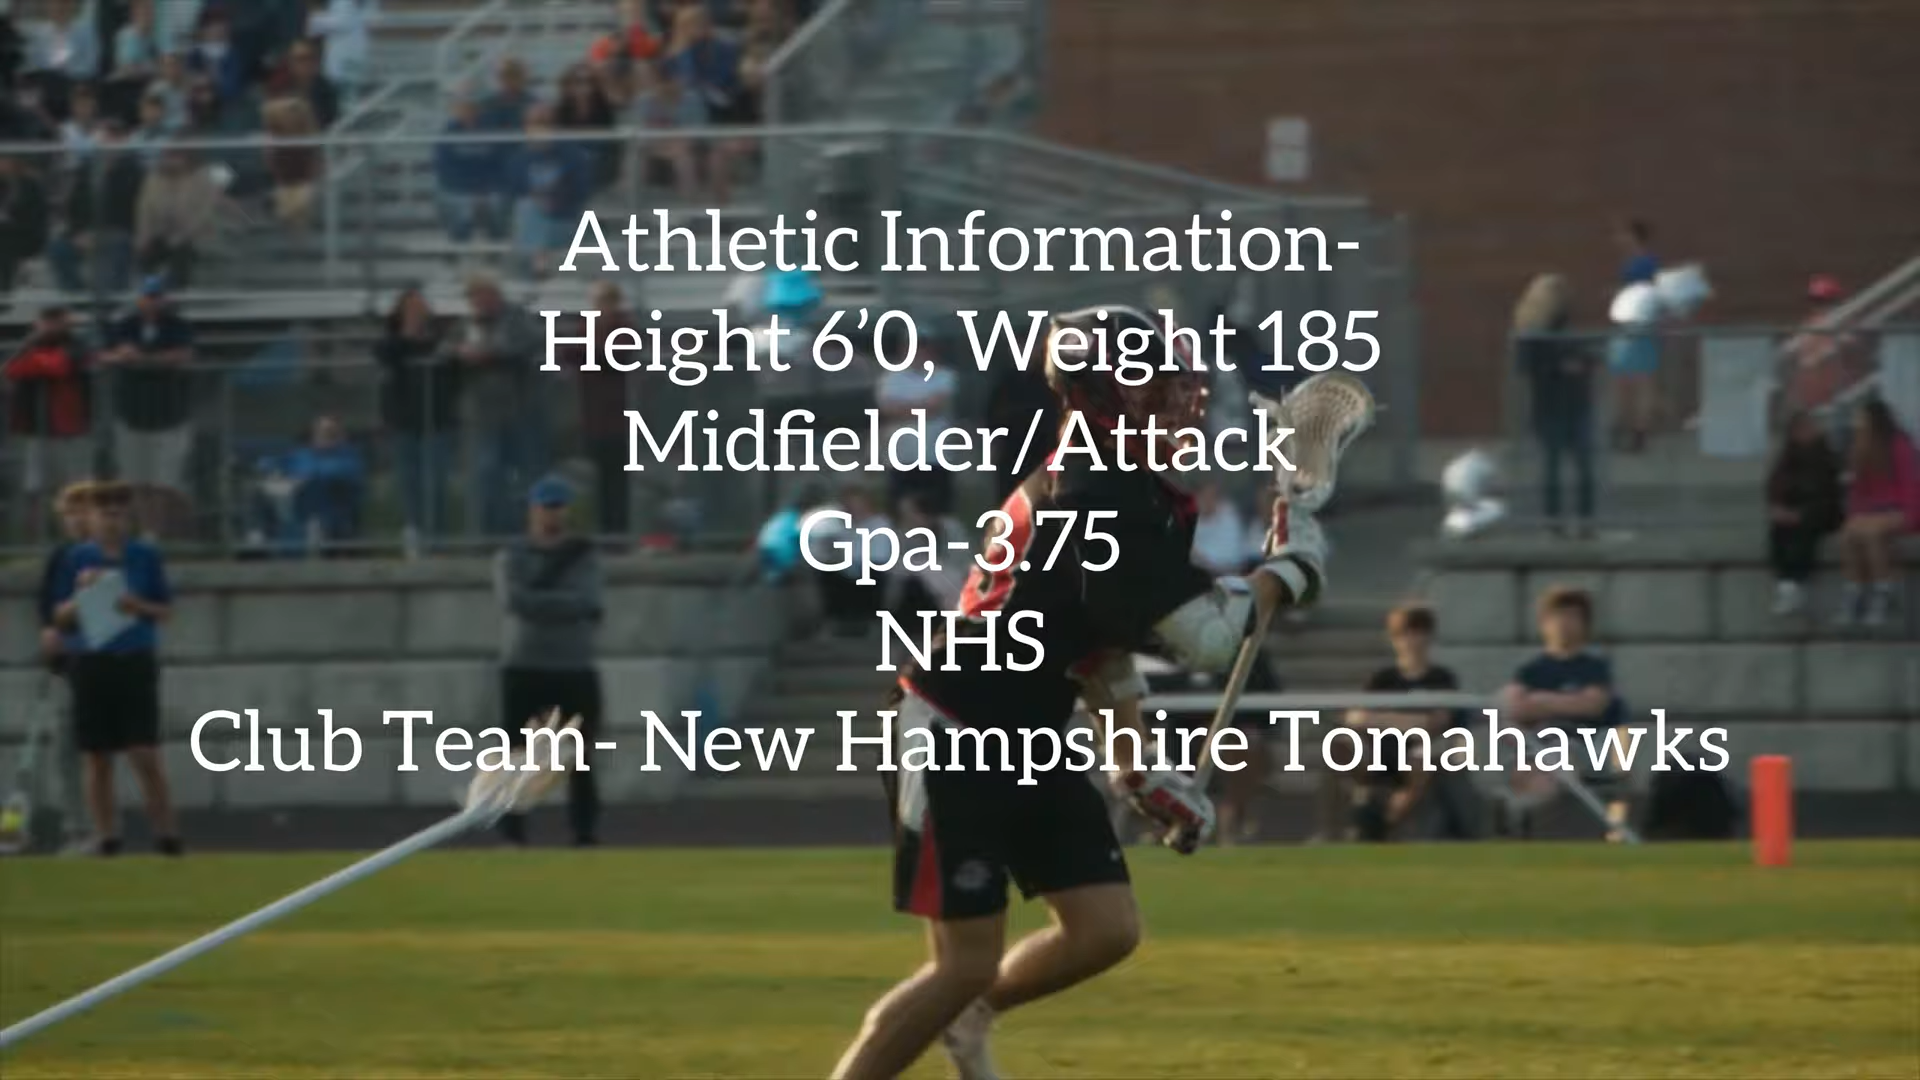 Athletic Information-
Height 6’0, Weight 185
Midfielder/Attack
Gpa-3.75
NHS
Club Team- New Hampshire Tomahawks